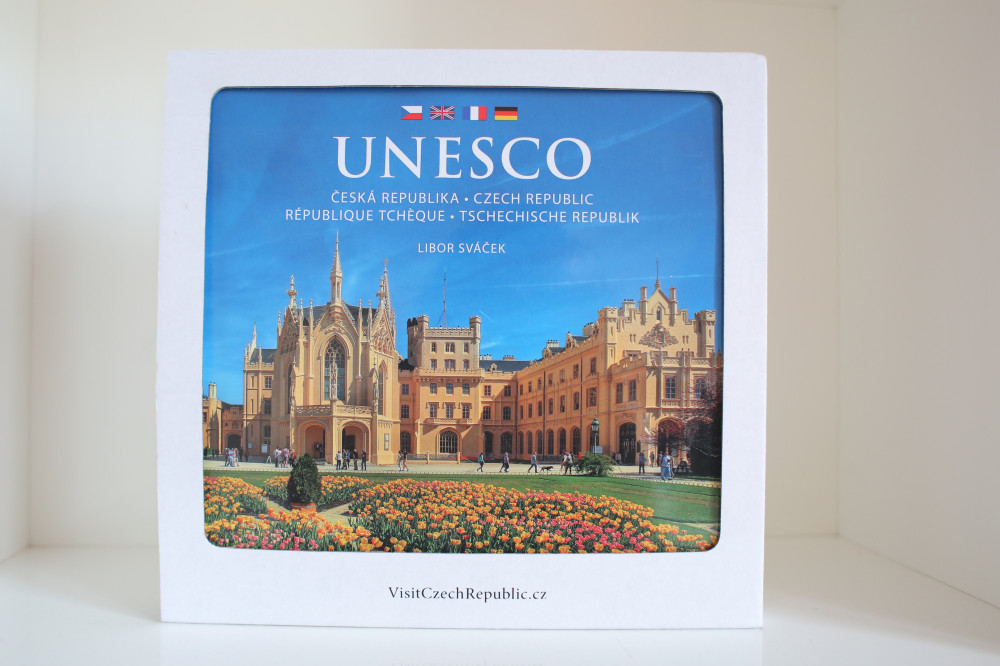 UNESCO
ČESKÁ REPUBLIKA • CZECH REPUBLIC
RÉPUBLIQUE TCHÈQUE • TSCHECHISCHE REPUBLIK
LIBOR SVÁČEK
VisitCzechRepublic.cz